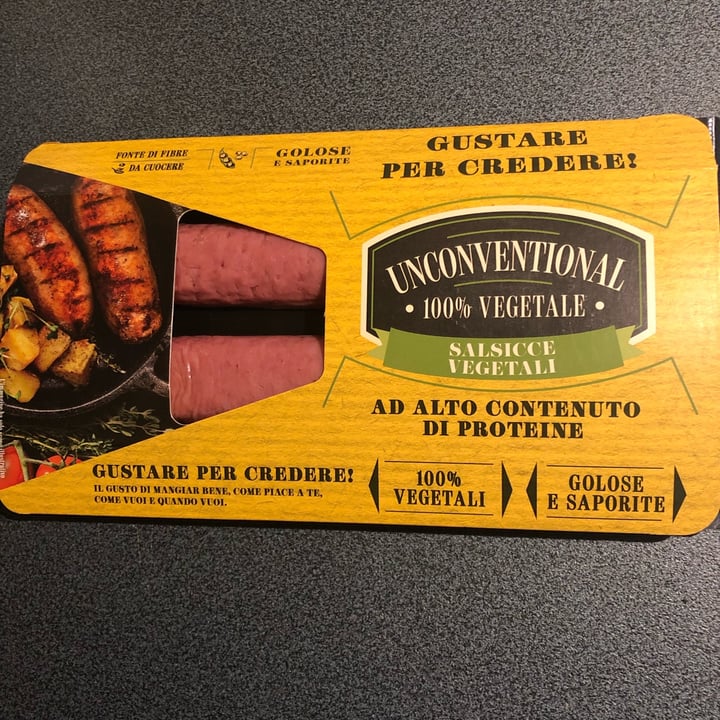 FONTE DI FIBRE
DA CUOCERE
GOLOSE
E SAPORITE
GUSTARE
PER CREDERE!
UNCONVENTIONAL
• 100% VEGETALE •
SALSICCE
VEGETALI
AD ALTO CONTENUTO
DI PROTEINE
GUSTARE PER CREDERE!
IL GUSTO DI MANGIAR BENE, COME PIACE A TE,
COME VUOI E QUANDO VUOI.
100%
VEGETALI
GOLOSE
E SAPORITE